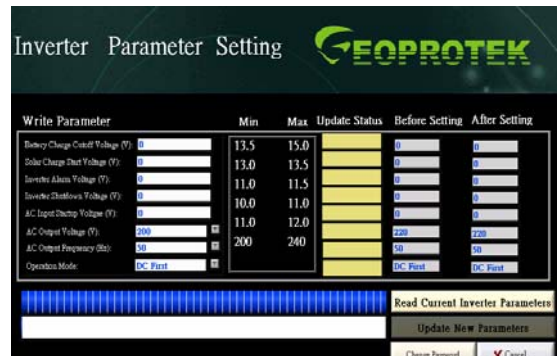 Inverter Parameter Setting
GEOPROTEK
Write Parameter Min Max Update Status Before Setting After Setting
Battery Charge Cutoff Voltage (V): 0 13.5 15.0 0 0
Solar Charge Start Voltage (V): 0 13.0 13.5 0 0
Inverter Alarm Voltage (V): 0 11.0 11.5 0 0
Inverter Shutdown Voltage (V): 0 10.0 11.0 0 0
AC Input Startup Voltgae (V): 0 11.0 12.0 0 0
AC Output Voltage (V): 200 200 240 220 220
AC Output Frequency (Hz): 50 50 50
Operation Mode: DC First DC First DC First
Read Current Inverter Parameters
Update New Parameters
Change Password X Cancel